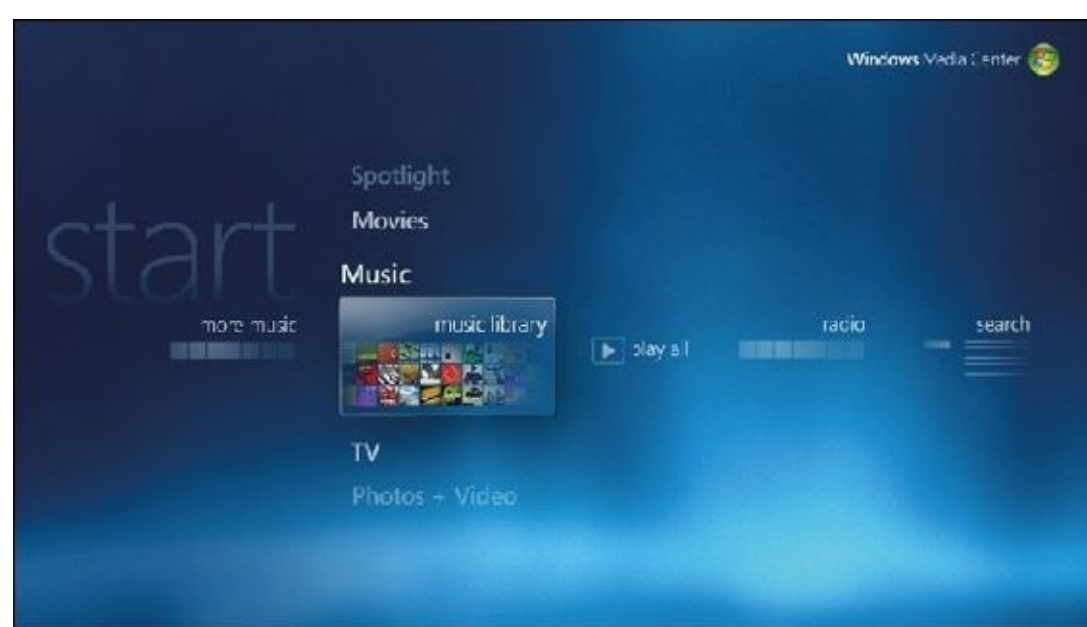 Windows Media Center
Spotlight
Movies
start
Music
more music
music library
play all
radio
search
TV
Photos + Video